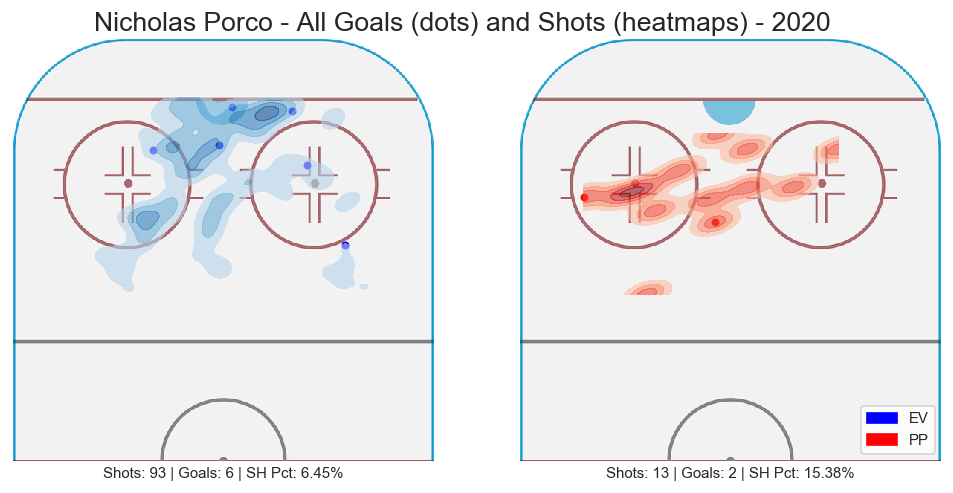 Nicholas Porco - All Goals (dots) and Shots (heatmaps) - 2020
EV
PP
Shots: 93 | Goals: 6 | SH Pct: 6.45%
Shots: 13 | Goals: 2 | SH Pct: 15.38%